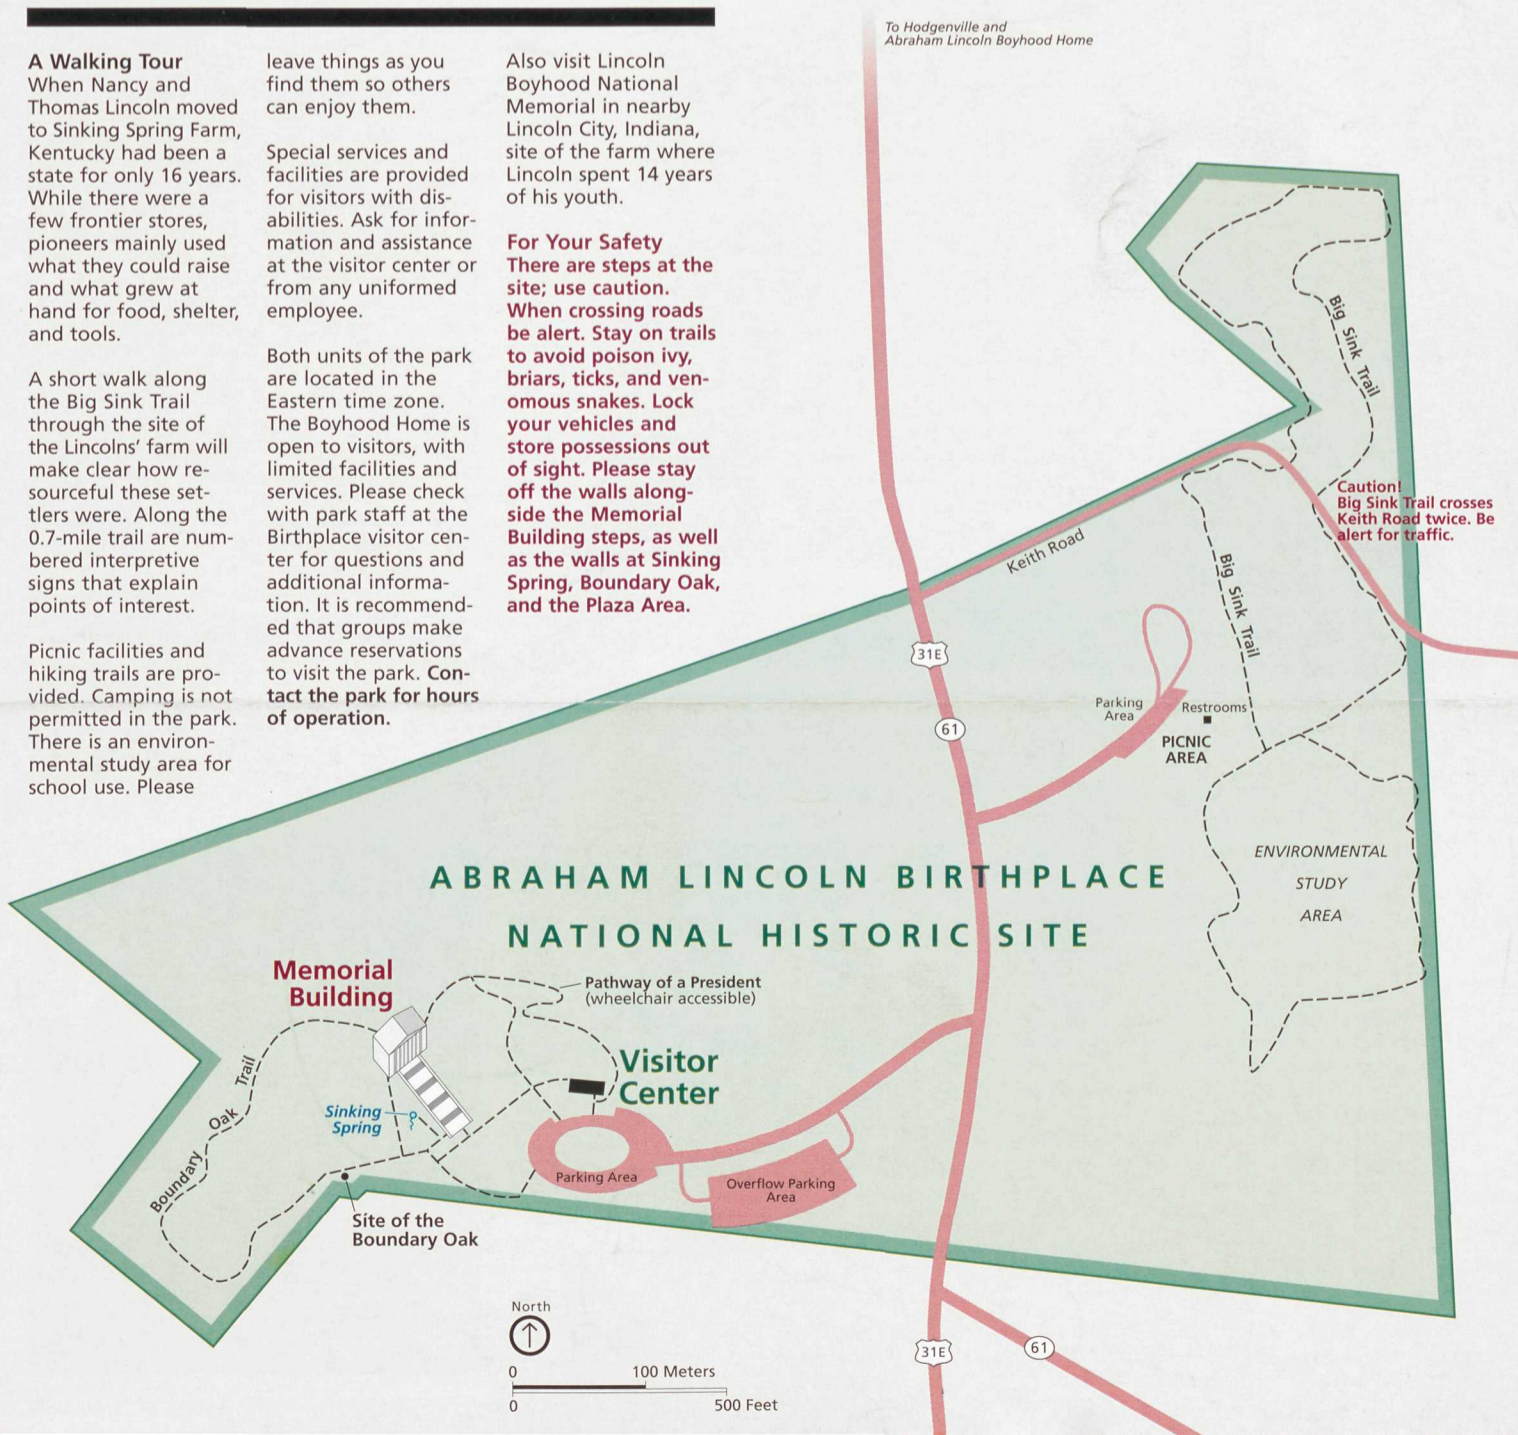 A Walking Tour
When Nancy and
Thomas Lincoln moved
to Sinking Spring Farm,
Kentucky had been a
state for only 16 years.
While there were a
few frontier stores,
pioneers mainly used
what they could raise
and what grew at
hand for food, shelter,
and tools.
A short walk along
the Big Sink Trail
through the site of
the Lincolns’ farm will
make clear how re-
sourceful these set-
tlers were. Along the
0.7-mile trail are num-
bered interpretive
signs that explain
points of interest.
Picnic facilities and
hiking trails are pro-
vided. Camping is not
permitted in the park.
There is an environ-
mental study area for
school use. Please
leave things as you
find them so others
can enjoy them.
Special services and
facilities are provided
for visitors with dis-
abilities. Ask for infor-
mation and assistance
at the visitor center or
from any uniformed
employee.
Both units of the park
are located in the
Eastern time zone.
The Boyhood Home is
open to visitors, with
limited facilities and
services. Please check
with park staff at the
Birthplace visitor cen-
ter for questions and
additional informa-
tion. It is recommend-
ed that groups make
advance reservations
to visit the park. Con-
tact the park for hours
of operation.
Also visit Lincoln
Boyhood National
Memorial in nearby
Lincoln City, Indiana,
site of the farm where
Lincoln spent 14 years
of his youth.
For Your Safety
There are steps at the
site; use caution.
When crossing roads
be alert. Stay on trails
to avoid poison ivy,
briars, ticks, and ven-
omous snakes. Lock
your vehicles and
store possessions out
of sight. Please stay
off the walls along-
side the Memorial
Building steps, as well
as the walls at Sinking
Spring, Boundary Oak,
and the Plaza Area.
To Hodgenville and
Abraham Lincoln Boyhood Home
Big Sink Trail
Caution!
Big Sink Trail crosses
Keith Road twice. Be
alert for traffic.
Keith Road
Big Sink Trail
31E
61
Parking
Area
Restrooms
PICNIC
AREA
ENVIRONMENTAL
STUDY
AREA
ABRAHAM LINCOLN BIRTHPLACE
NATIONAL HISTORIC SITE
Memorial
Building
Pathway of a President
(wheelchair accessible)
Visitor
Center
Boundary Oak Trail
Sinking
Spring
Parking Area
Overflow Parking
Area
Site of the
Boundary Oak
North
0
100 Meters
0
500 Feet
31E
61